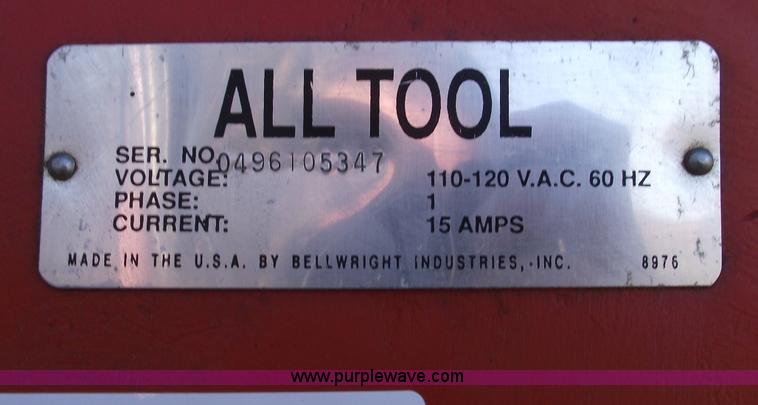 ALL TOOL
SER. NO. 0496105347
VOLTAGE: 110-120 V.A.C. 60 HZ
PHASE: 1
CURRENT: 15 AMPS
MADE IN THE U.S.A. BY BELLWRIGHT INDUSTRIES, INC. 8976
www.purplewave.com